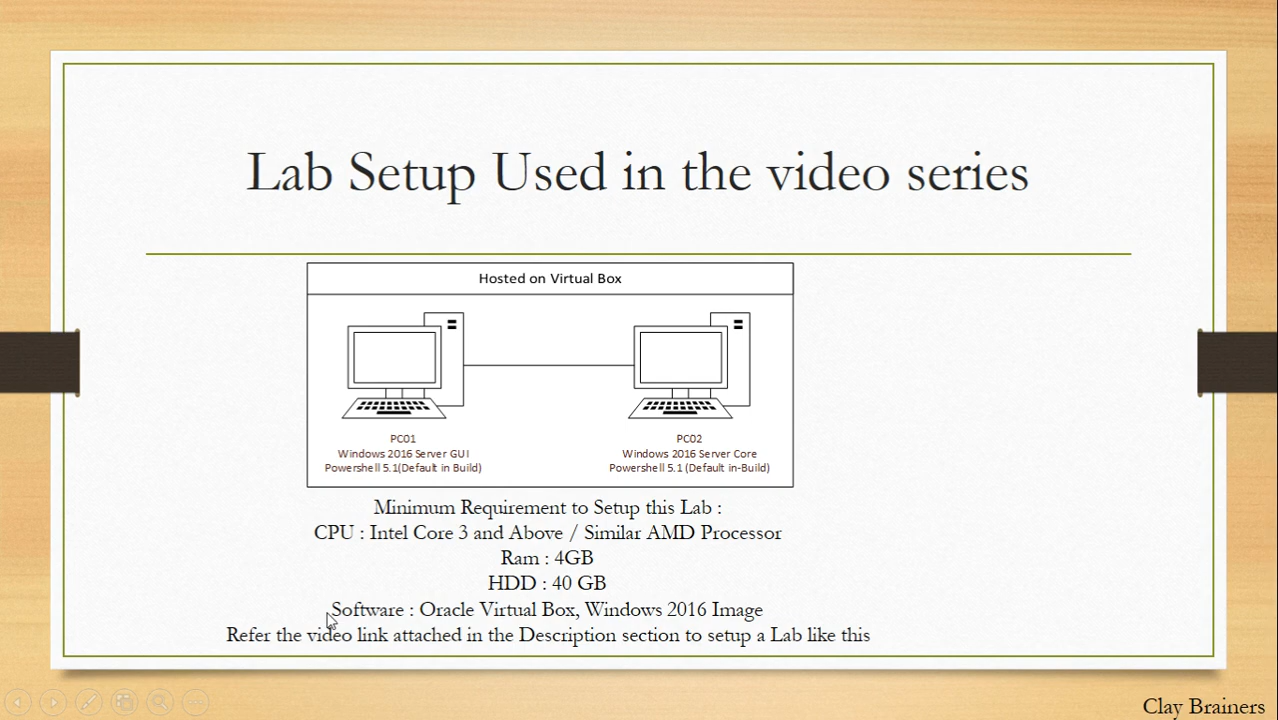 Lab Setup Used in the video series
Hosted on Virtual Box
PC01
Windows 2016 Server GUI
Powershell 5.1(Default in Build)
PC02
Windows 2016 Server Core
Powershell 5.1 (Default in-Build)
Minimum Requirement to Setup this Lab :
CPU : Intel Core 3 and Above / Similar AMD Processor
Ram : 4GB
HDD : 40 GB
Software : Oracle Virtual Box, Windows 2016 Image
Refer the video link attached in the Description section to setup a Lab like this
Clay Brainers